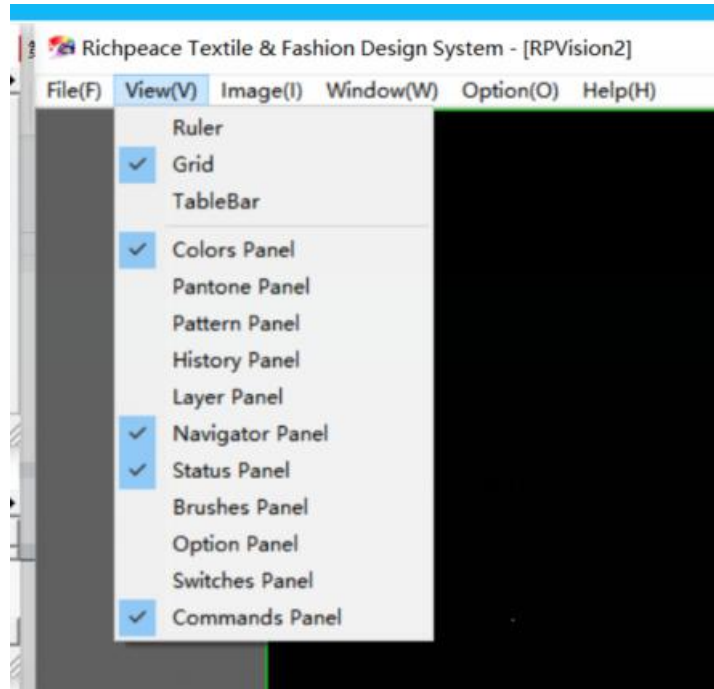 Richpeace Textile & Fashion Design System - [RPVision2]
File(F) View(V) Image(I) Window(W) Option(O) Help(H)
Ruler
Grid
TableBar
Colors Panel
Pantone Panel
Pattern Panel
History Panel
Layer Panel
Navigator Panel
Status Panel
Brushes Panel
Option Panel
Switches Panel
Commands Panel